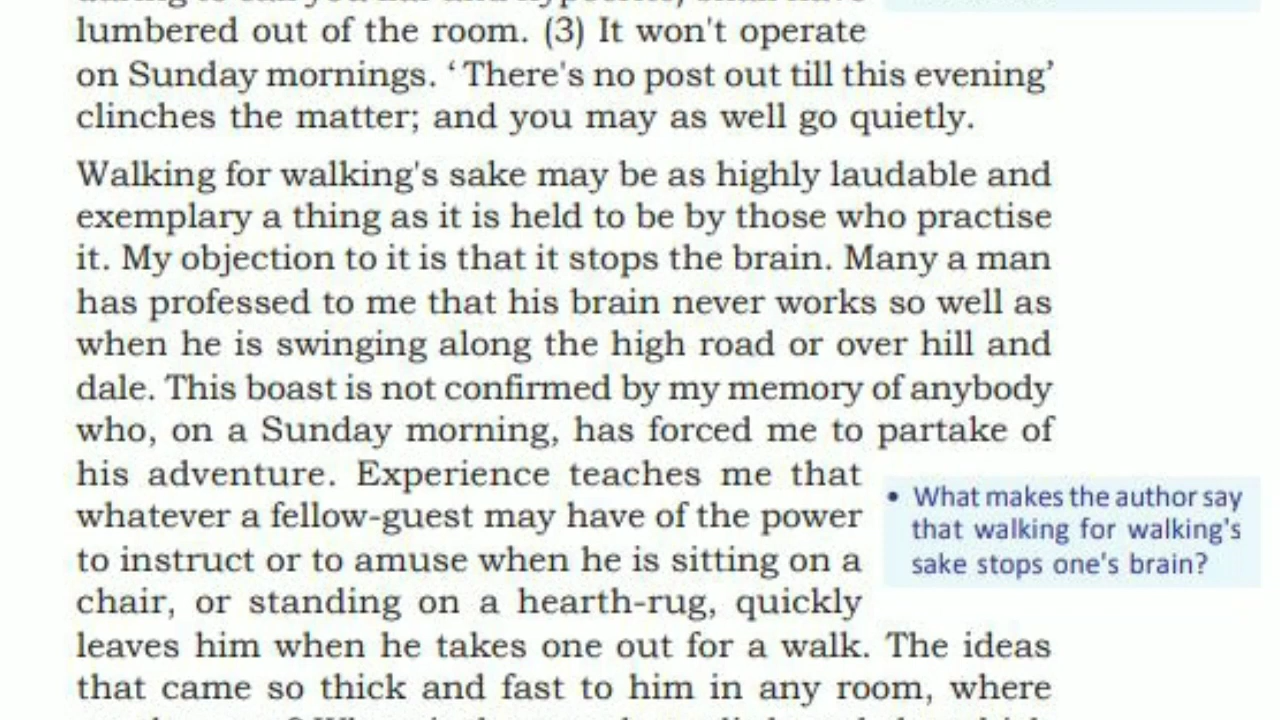 lumbered out of the room. (3) It won't operate
on Sunday mornings. ‘There's no post out till this evening’
clinches the matter; and you may as well go quietly.
Walking for walking's sake may be as highly laudable and
exemplary a thing as it is held to be by those who practise
it. My objection to it is that it stops the brain. Many a man
has professed to me that his brain never works so well as
when he is swinging along the high road or over hill and
dale. This boast is not confirmed by my memory of anybody
who, on a Sunday morning, has forced me to partake of
his adventure. Experience teaches me that
whatever a fellow-guest may have of the power
to instruct or to amuse when he is sitting on a
chair, or standing on a hearth-rug, quickly
leaves him when he takes one out for a walk. The ideas
that came so thick and fast to him in any room, where
• What makes the author say
that walking for walking's
sake stops one's brain?